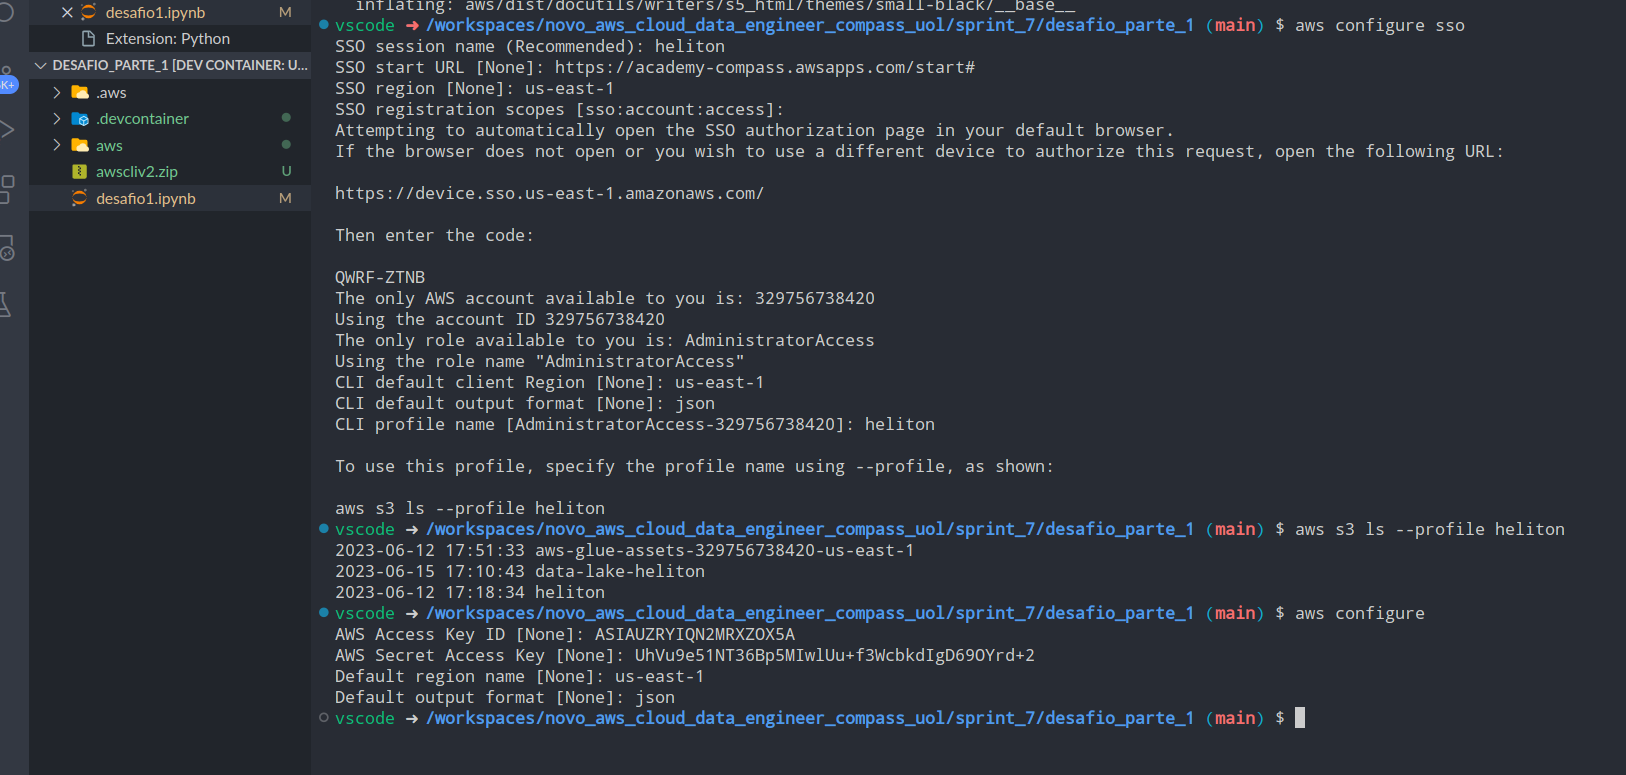 desafio1.ipynb M
Extension: Python
DESAFIO_PARTE_1 [DEV CONTAINER: U...
K+
.aws
.devcontainer
aws
awscliv2.zip U
desafio1.ipynb M
inflating: aws/dist/docutils/writers/s5_html/themes/small-black/__base__
vscode ➜ /workspaces/novo_aws_cloud_data_engineer_compass_uol/sprint_7/desafio_parte_1 (main) $ aws configure sso
SSO session name (Recommended): heliton
SSO start URL [None]: https://academy-compass.awsapps.com/start#
SSO region [None]: us-east-1
SSO registration scopes [sso:account:access]:
Attempting to automatically open the SSO authorization page in your default browser.
If the browser does not open or you wish to use a different device to authorize this request, open the following URL:
https://device.sso.us-east-1.amazonaws.com/
Then enter the code:
QWRF-ZTNB
The only AWS account available to you is: 329756738420
Using the account ID 329756738420
The only role available to you is: AdministratorAccess
Using the role name "AdministratorAccess"
CLI default client Region [None]: us-east-1
CLI default output format [None]: json
CLI profile name [AdministratorAccess-329756738420]: heliton
To use this profile, specify the profile name using --profile, as shown:
aws s3 ls --profile heliton
vscode ➜ /workspaces/novo_aws_cloud_data_engineer_compass_uol/sprint_7/desafio_parte_1 (main) $ aws s3 ls --profile heliton
2023-06-12 17:51:33 aws-glue-assets-329756738420-us-east-1
2023-06-15 17:10:43 data-lake-heliton
2023-06-12 17:18:34 heliton
vscode ➜ /workspaces/novo_aws_cloud_data_engineer_compass_uol/sprint_7/desafio_parte_1 (main) $ aws configure
AWS Access Key ID [None]: ASIAUZRYIQN2MRXZOX5A
AWS Secret Access Key [None]: UhVu9e51NT36Bp5MIwlUu+f3WcbkdIgD69OYrd+2
Default region name [None]: us-east-1
Default output format [None]: json
vscode ➜ /workspaces/novo_aws_cloud_data_engineer_compass_uol/sprint_7/desafio_parte_1 (main) $